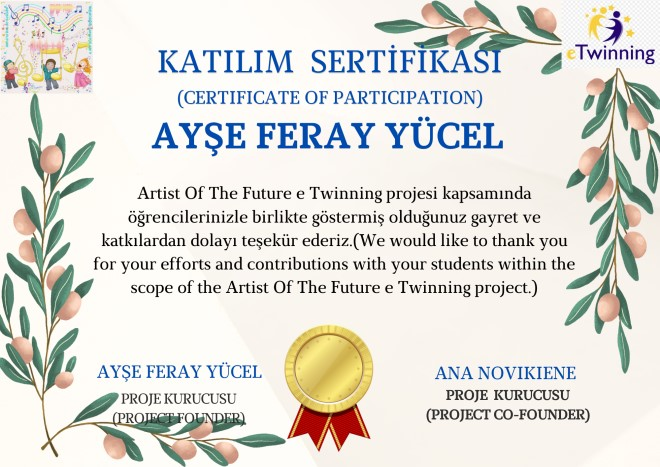 eTwinning
KATILIM SERTİFİKASI
(CERTIFICATE OF PARTICIPATION)
AYŞE FERAY YÜCEL
Artist Of The Future e Twinning projesi kapsamında
öğrencilerinizle birlikte göstermiş olduğunuz gayret ve
katkılardan dolayı teşekür ederiz.(We would like to thank you
for your efforts and contributions with your students within the
scope of the Artist Of The Future e Twinning project.)
AYŞE FERAY YÜCEL
PROJE KURUCUSU
(PROJECT FOUNDER)
ANA NOVIKIENE
PROJE KURUCUSU
(PROJECT CO-FOUNDER)